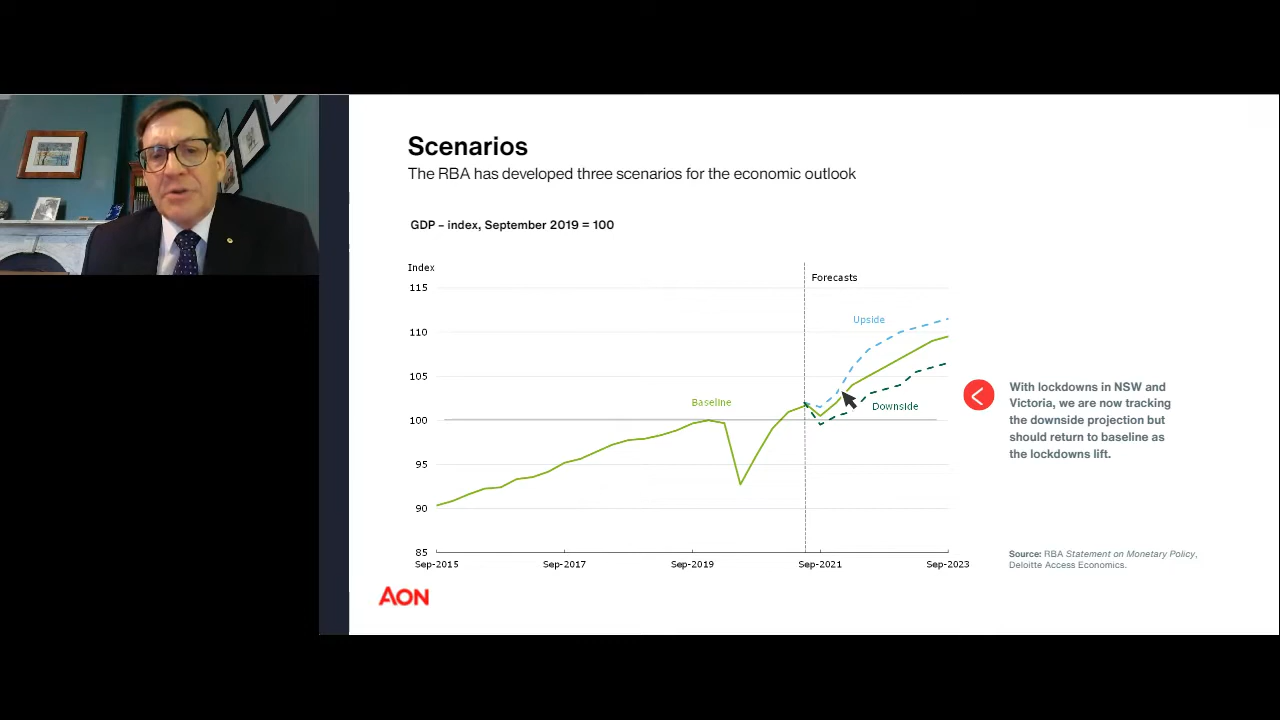 Scenarios
The RBA has developed three scenarios for the economic outlook
GDP – index, September 2019 = 100
Index
Forecasts
115
Upside
110
105
Baseline
Downside
100
95
90
85
Sep-2015
Sep-2017
Sep-2019
Sep-2021
Sep-2023
With lockdowns in NSW and
Victoria, we are now tracking
the downside projection but
should return to baseline as
the lockdowns lift.
Source: RBA Statement on Monetary Policy,
Deloitte Access Economics.
AON